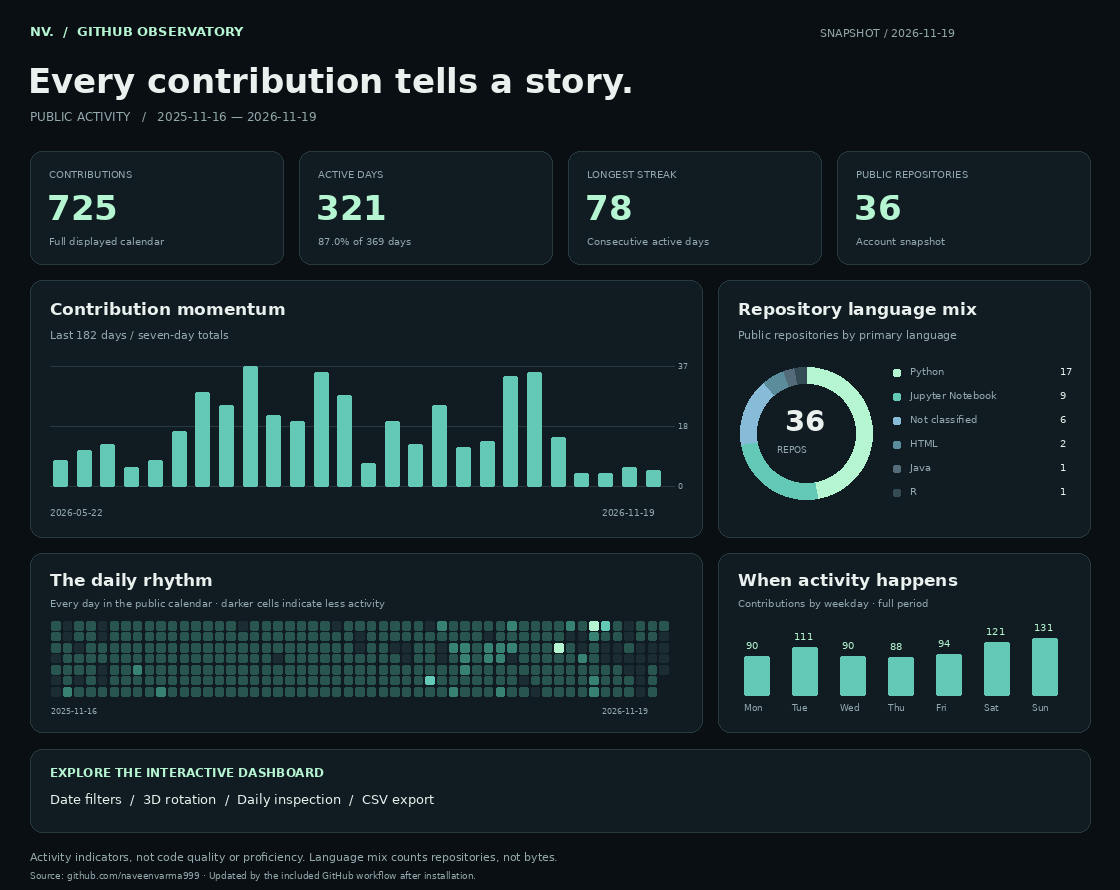 NV. / GITHUB OBSERVATORY
SNAPSHOT / 2026-11-19
Every contribution tells a story.
PUBLIC ACTIVITY / 2025-11-16 — 2026-11-19
CONTRIBUTIONS
725
Full displayed calendar
ACTIVE DAYS
321
87.0% of 369 days
LONGEST STREAK
78
Consecutive active days
PUBLIC REPOSITORIES
36
Account snapshot
Contribution momentum
Last 182 days / seven-day totals
37
18
0
2026-05-22
2026-11-19
Repository language mix
Public repositories by primary language
36
REPOS
Python 17
Jupyter Notebook 9
Not classified 6
HTML 2
Java 1
R 1
The daily rhythm
Every day in the public calendar · darker cells indicate less activity
2025-11-16
2026-11-19
When activity happens
Contributions by weekday · full period
90 111 90 88 94 121 131
Mon Tue Wed Thu Fri Sat Sun
EXPLORE THE INTERACTIVE DASHBOARD
Date filters / 3D rotation / Daily inspection / CSV export
Activity indicators, not code quality or proficiency. Language mix counts repositories, not bytes.
Source: github.com/naveenvarma999 · Updated by the included GitHub workflow after installation.